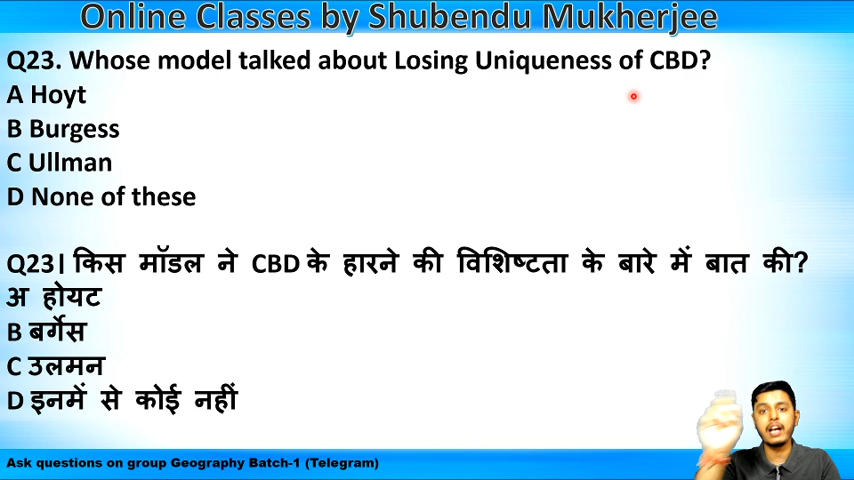 Online Classes by Shubendu Mukherjee
Q23. Whose model talked about Losing Uniqueness of CBD?
A Hoyt
B Burgess
C Ullman
D None of these
Q23। किस मॉडल ने CBD के हारने की विशिष्टता के बारे में बात की?
अ होयट
B बर्गेस
C उलमन
D इनमें से कोई नहीं
Ask questions on group Geography Batch-1 (Telegram)